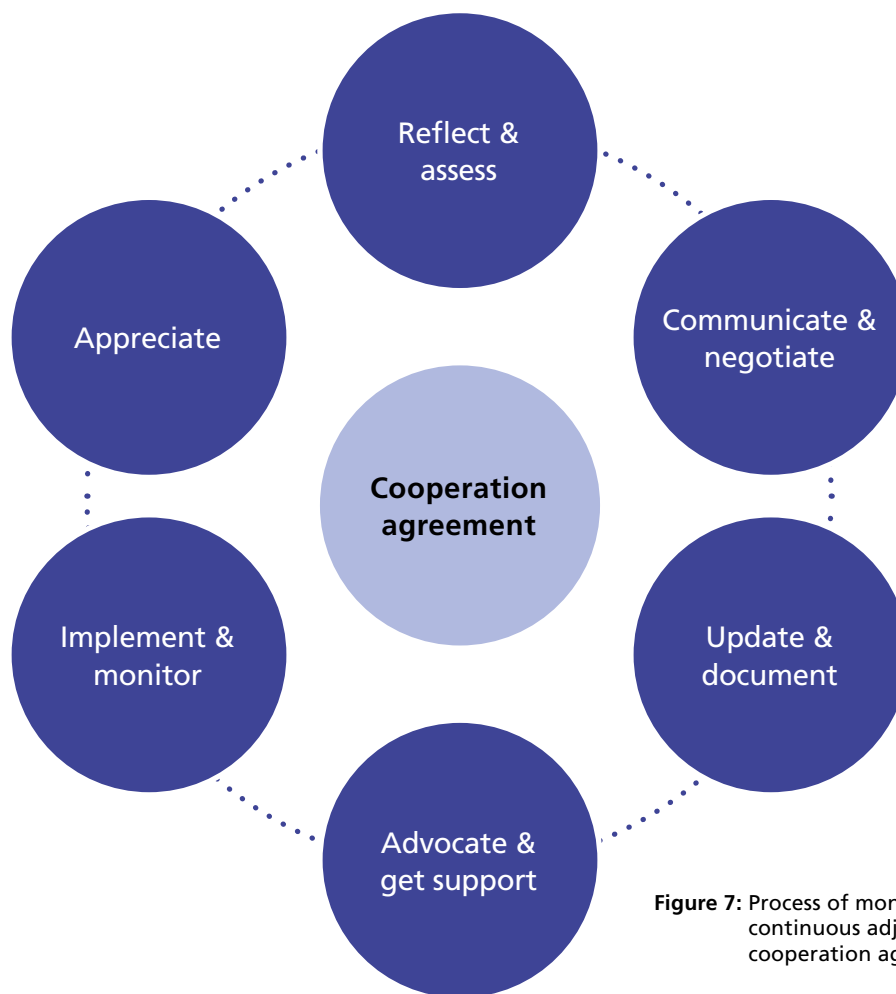 Reflect &
assess
Communicate &
negotiate
Update &
document
Advocate &
get support
Implement &
monitor
Appreciate
Cooperation
agreement
Figure 7: Process of mon
continuous adj
cooperation ag